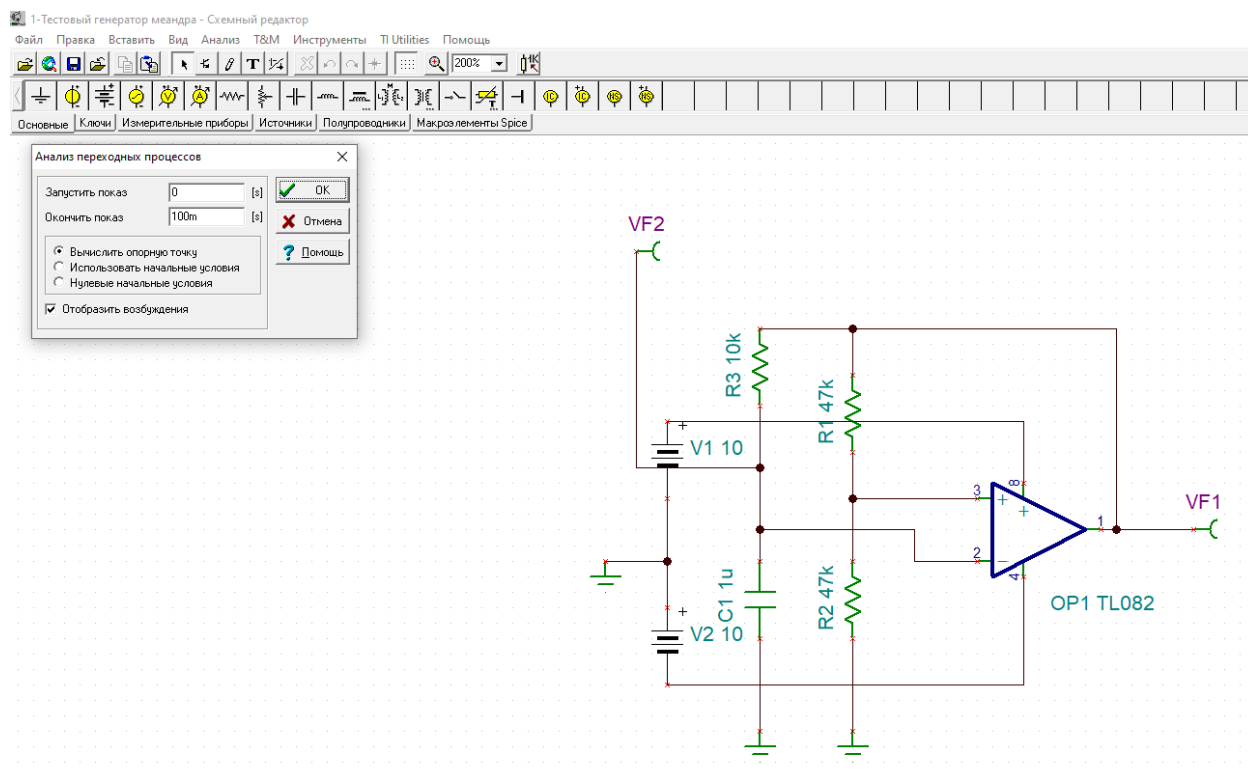 1-Тестовый генератор меандра - Схемный редактор
Файл Правка Вставить Вид Анализ T&M Инструменты TI Utilities Помощь
200%
Основные Ключи Измерительные приборы Источники Полупроводники Макроэлементы Spice
Анализ переходных процессов
Запустить показ 0 [s] OK
Окончить показ 100m [s] Отмена
Вычислить опорную точку Помощь
Использовать начальные условия
Нулевые начальные условия
Отобразить возбуждения
VF2
R3 10k
R1 47k
+
V1 10
3
+
8
+
VF1
1
2
-
4
C1 1u
R2 47k
+
V2 10
OP1 TL082